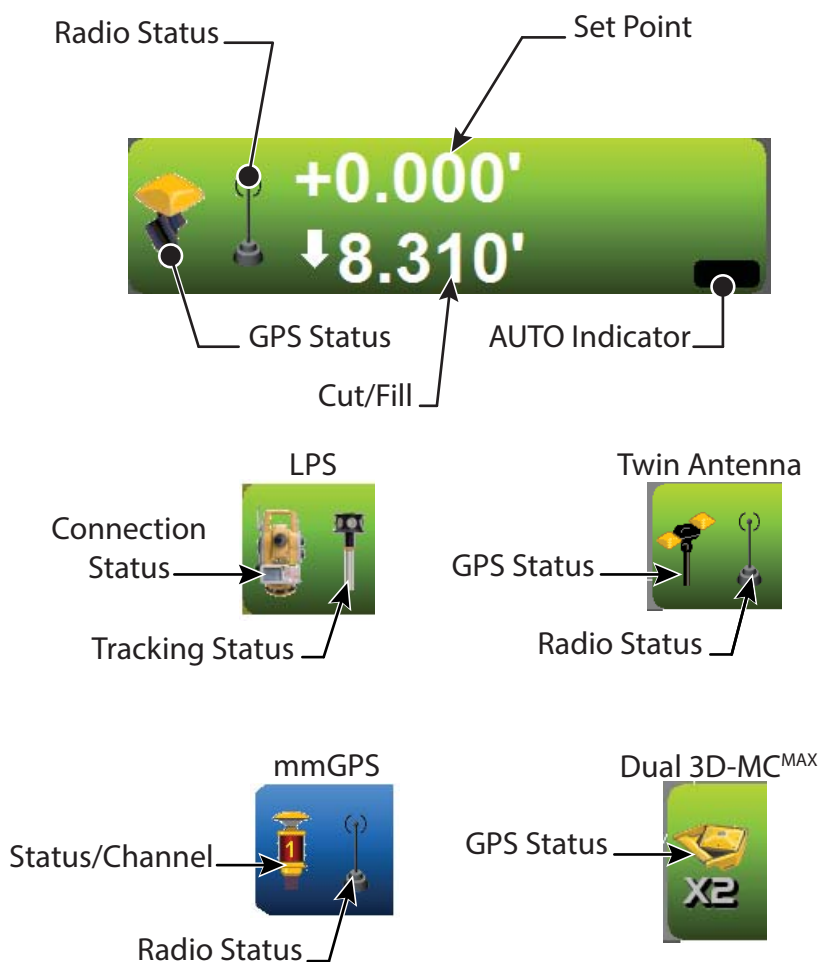 Radio Status
Set Point
+0.000'
8.310'
GPS Status
AUTO Indicator
Cut/Fill
LPS
Connection
Status
Tracking Status
Twin Antenna
GPS Status
Radio Status
mmGPS
1
Status/Channel
Radio Status
Dual 3D-MCMAX
GPS Status
X2